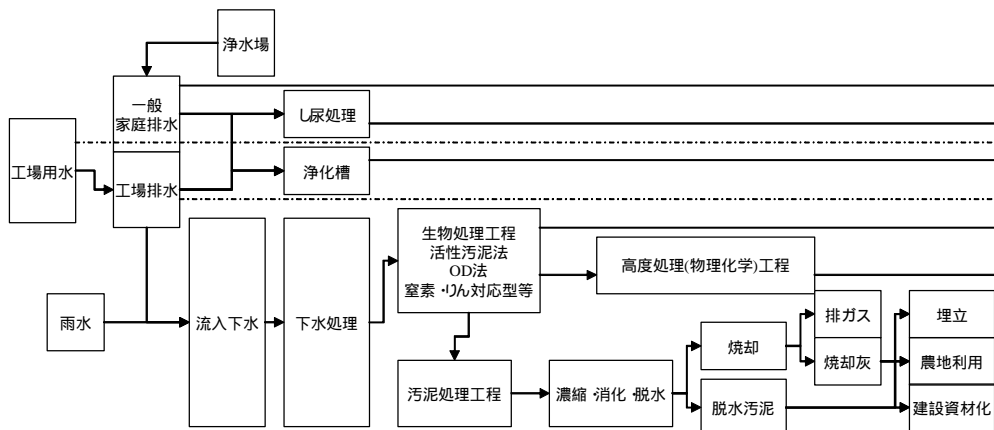 浄水場
一般
家庭排水
し尿処理
工場用水
工場排水
浄化槽
生物処理工程
活性汚泥法
OD法
窒素・りん対応型等
高度処理(物理化学)工程
雨水
流入下水
下水処理
排ガス
埋立
焼却
焼却灰
農地利用
汚泥処理工程
濃縮・消化・脱水
脱水汚泥
建設資材化